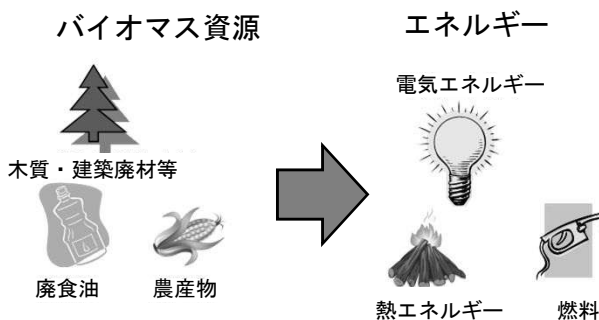 バイオマス資源
エネルギー
電気エネルギー
木質・建築廃材等
廃食油
農産物
熱エネルギー
燃料